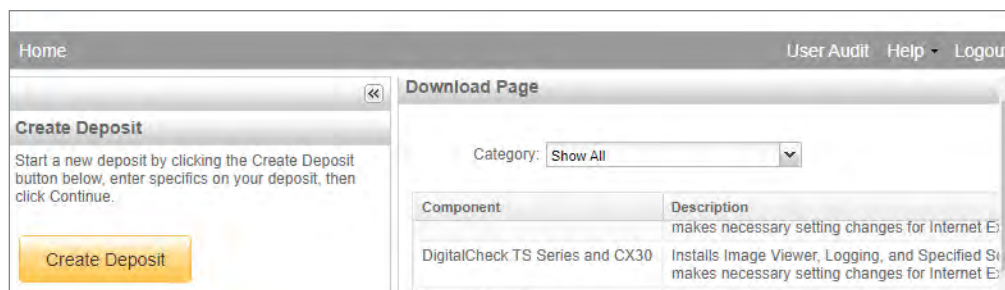 Home
User Audit Help Logou
Create Deposit
Start a new deposit by clicking the Create Deposit
button below, enter specifics on your deposit, then
click Continue.
Create Deposit
Download Page
Category: Show All
Component Description
makes necessary setting changes for Internet
DigitalCheck TS Series and CX30 Installs Image Viewer, Logging, and Specified
makes necessary setting changes for Internet